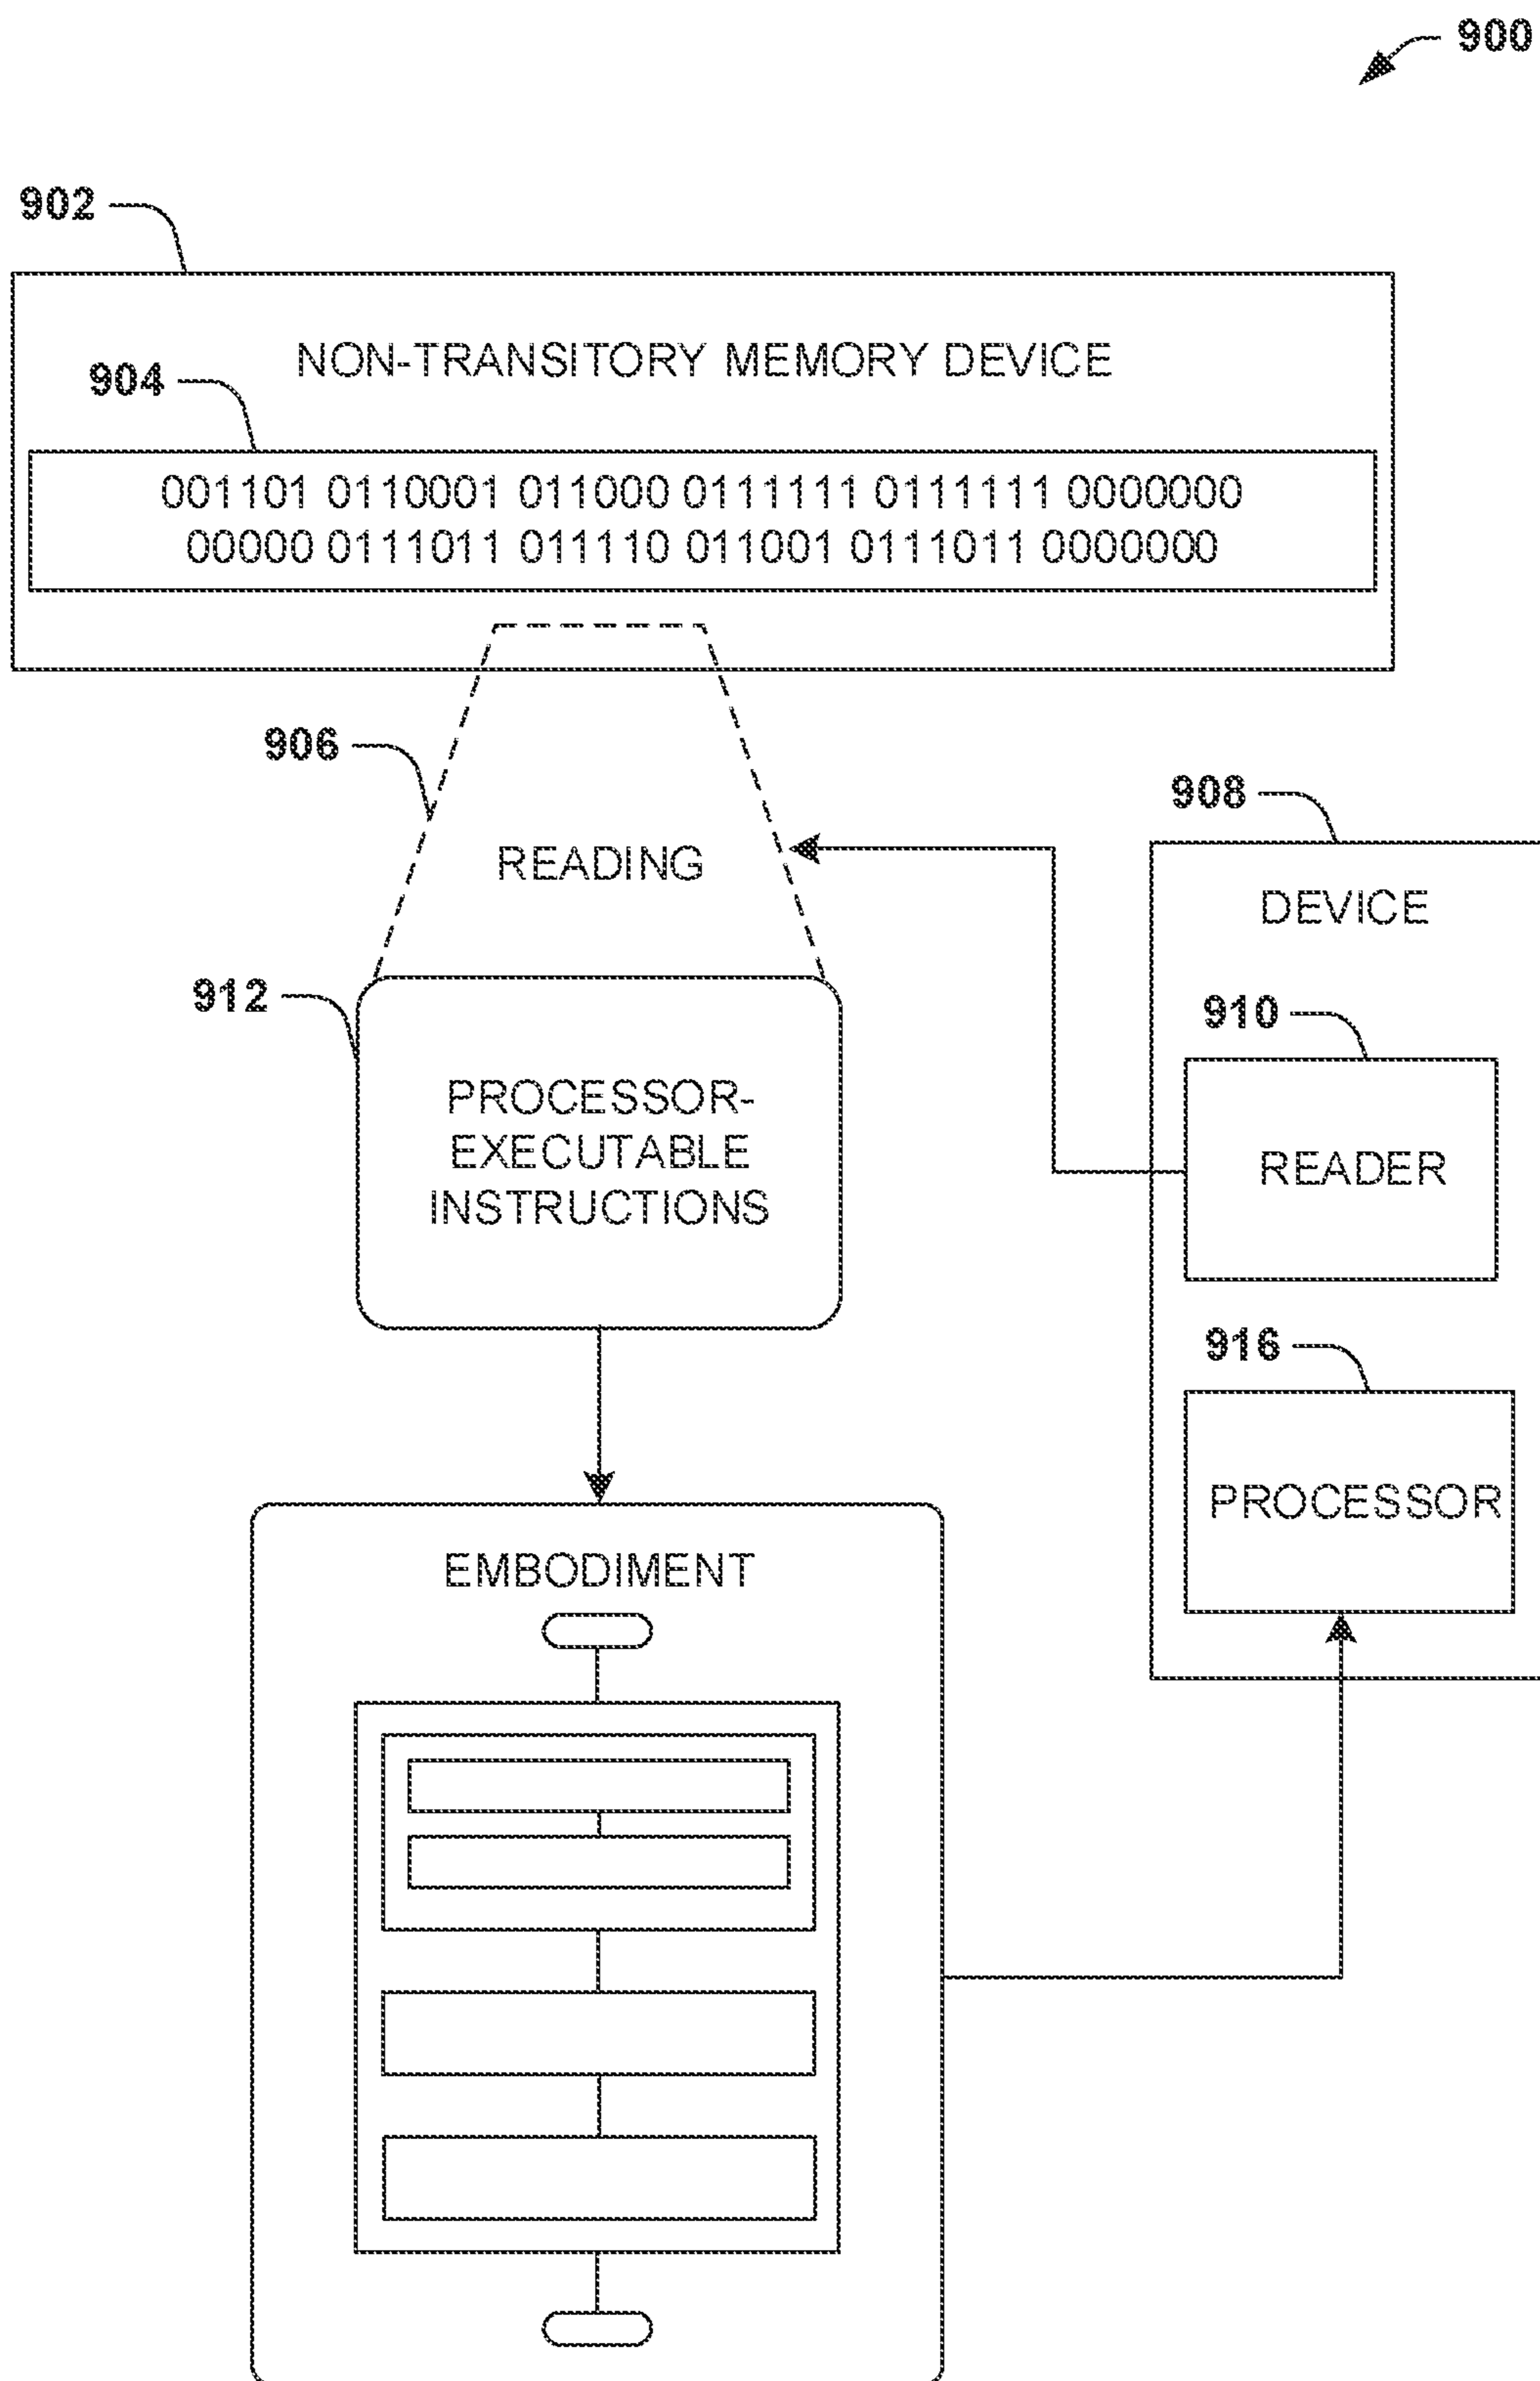 900
902
NON-TRANSITORY MEMORY DEVICE
904
001101 0110001 011000 0111111 0111111 0000000
00000 0111011 011110 011001 0111011 0000000
906
READING
908
DEVICE
910
READER
912
PROCESSOR-
EXECUTABLE
INSTRUCTIONS
916
PROCESSOR
EMBODIMENT